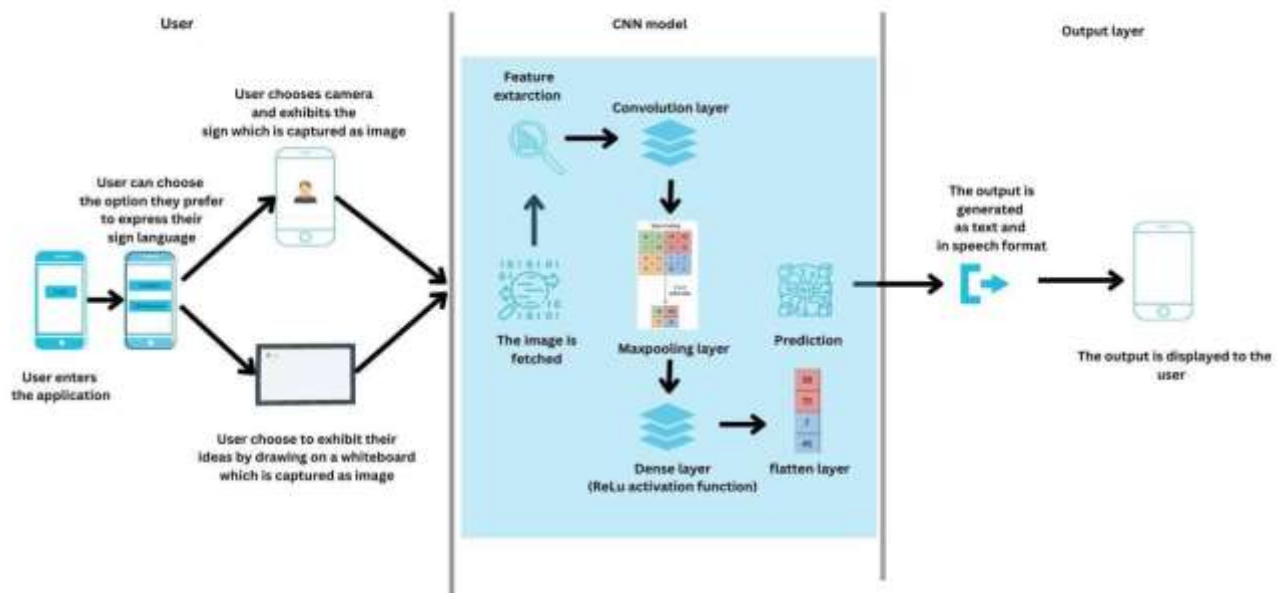 User
CNN model
Output layer
User chooses camera
and exhibits the
sign which is captured as image
User can choose
the option they prefer
to express their
sign language
User enters
the application
User choose to exhibit their
ideas by drawing on a whiteboard
which is captured as image
Feature
extarction
Convolution layer
The image is
fetched
Maxpooling layer
Prediction
Dense layer
(ReLu activation function)
flatten layer
The output is
generated
as text and
in speech format
The output is displayed to the
user